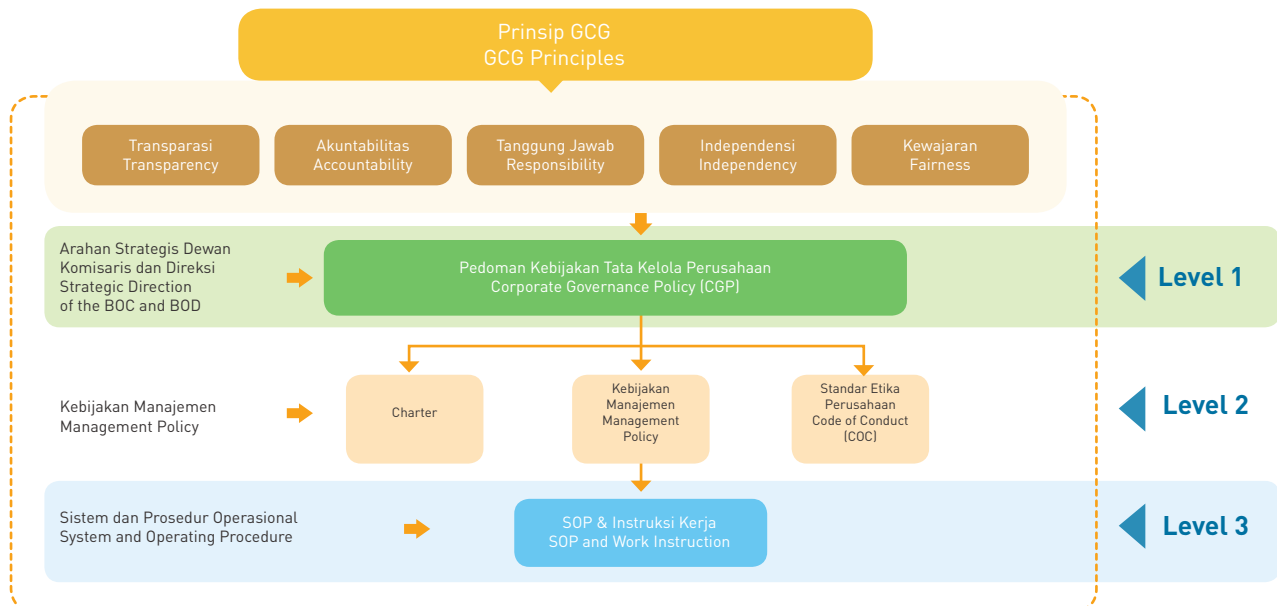 Prinsip GCG
GCG Principles
Transparasi
Transparency
Akuntabilitas
Accountability
Tanggung Jawab
Responsibility
Independensi
Independency
Kewajaran
Fairness
Arahan Strategis Dewan
Komisaris dan Direksi
Strategic Direction
of the BOC and BOD
Pedoman Kebijakan Tata Kelola Perusahaan
Corporate Governance Policy (CGP)
Level 1
Kebijakan Manajemen
Management Policy
Charter
Kebijakan
Manajemen
Management
Policy
Standar Etika
Perusahaan
Code of Conduct
(COC)
Level 2
Sistem dan Prosedur Operasional
System and Operating Procedure
SOP & Instruksi Kerja
SOP and Work Instruction
Level 3